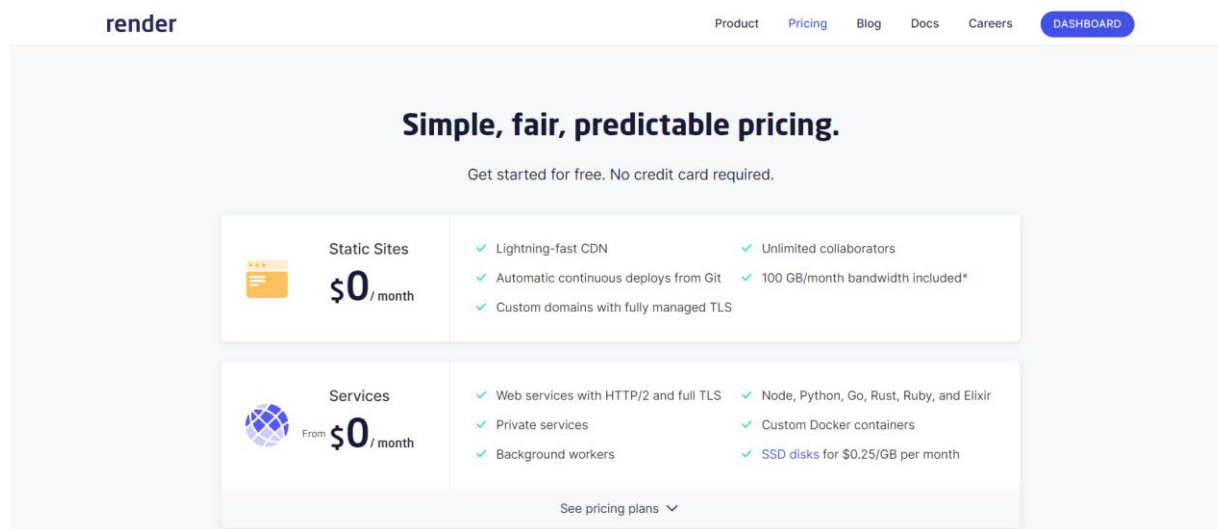 render
Product Pricing Blog Docs Careers DASHBOARD
Simple, fair, predictable pricing.
Get started for free. No credit card required.
Static Sites
$0 / month
Lightning-fast CDN
Automatic continuous deploys from Git
Custom domains with fully managed TLS
Unlimited collaborators
100 GB/month bandwidth included*
Services
From $0 / month
Web services with HTTP/2 and full TLS
Private services
Background workers
Node, Python, Go, Rust, Ruby, and Elixir
Custom Docker containers
SSD disks for $0.25/GB per month
See pricing plans